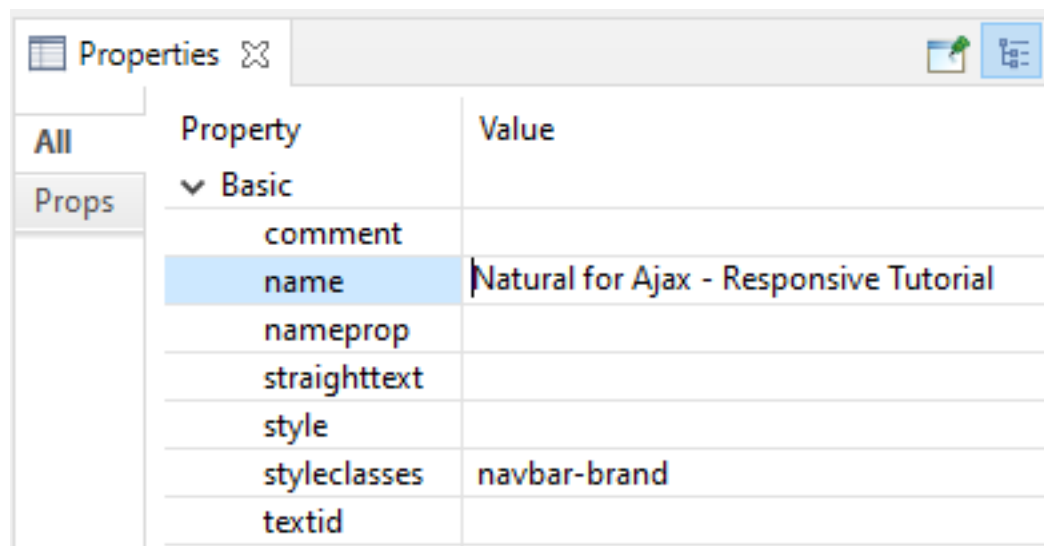 Properties
All
Props
Property Value
Basic
comment
name Natural for Ajax - Responsive Tutorial
nameprop
straighttext
style
styleclasses navbar-brand
textid